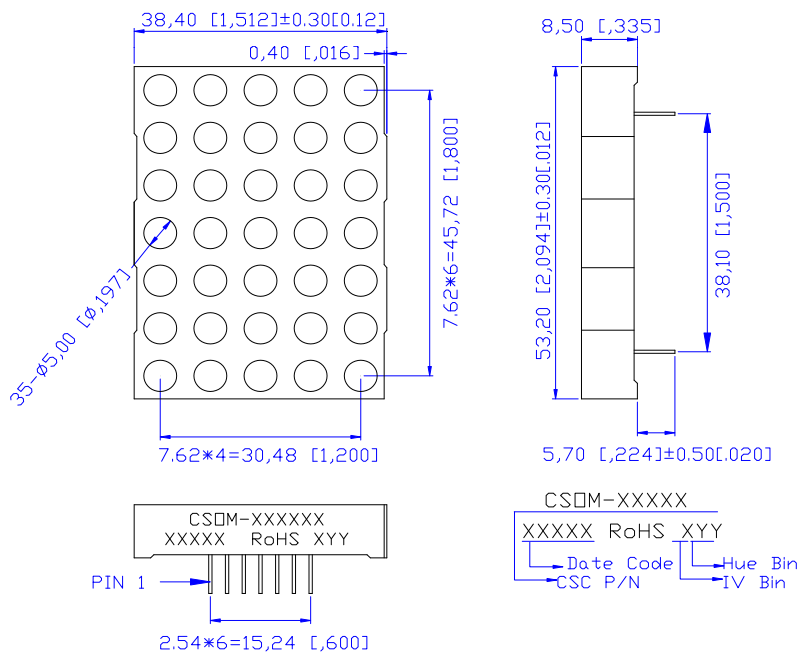 38,40 [1,512]±0.30[0.12]
0,40 [,016]
8,50 [,335]
7.62*6=45,72 [1,800]
35-ø5,00 [ø,197]
7.62*4=30,48 [1,200]
53,20 [2,094]±0.30[.012]
38,10 [1,500]
5,70 [,224]±0.50[.020]
CSOM-XXXXXX
XXXXX RoHS XYY
PIN 1
2.54*6=15,24 [,600]
CSOM-XXXXX
XXXXX RoHS XYY
Date Code
Hue Bin
CSC P/N
IV Bin